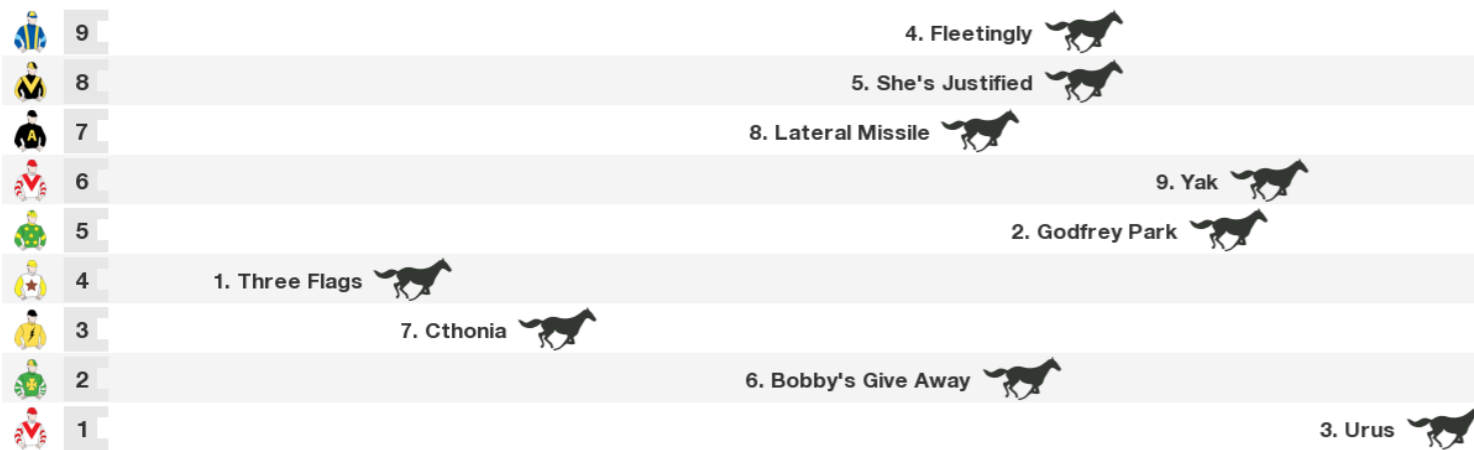 9 4. Fleetingly
8 5. She's Justified
A 7 8. Lateral Missile
6 9. Yak
5 2. Godfrey Park
4 1. Three Flags
3 7. Cthonia
2 6. Bobby's Give Away
1 3. Urus